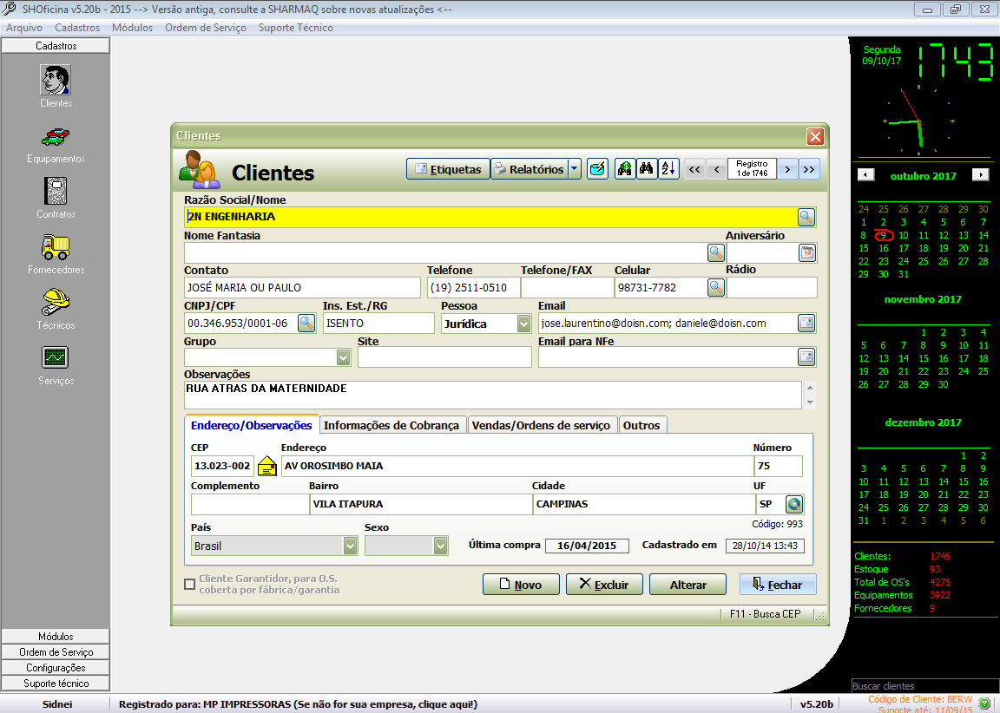 SHOficina v5.20b - 2015 --> Versão antiga, consulte a SHARMAQ sobre novas atualizações <--
Arquivo Cadastros Módulos Ordem de Serviço Suporte Técnico
Cadastros
Clientes
Equipamentos
Contratos
Fornecedores
Técnicos
Serviços
Módulos
Ordem de Serviço
Configurações
Suporte técnico
Clientes
Clientes
Etiquetas Relatórios << < Registro 1 de 1746 > >>
Razão Social/Nome
2N ENGENHARIA
Nome Fantasia Aniversário
12
Contato Telefone Telefone/FAX Celular Rádio
JOSÉ MARIA OU PAULO (19) 2511-0510 98731-7782
CNPJ/CPF Ins. Est./RG Pessoa Email
00.346.953/0001-06 ISENTO Jurídica jose.laurentino@doisn.com; daniele@doisn.com
Grupo Site Email para NFe
Observações
RUA ATRAS DA MATERNIDADE
Endereço/Observações Informações de Cobrança Vendas/Ordens de serviço Outros
CEP Endereço Número
13.023-002 AV OROSIMBO MAIA 75
Complemento Bairro Cidade UF
VILA ITAPURA CAMPINAS SP
Código: 993
País Sexo
Brasil Última compra 16/04/2015 Cadastrado em 28/10/14 13:43
Cliente Garantidor, para O.S.
coberta por fábrica/garantia
Novo Excluir Alterar Fechar
F11 - Busca CEP
Segunda
09/10/17
1743
outubro 2017
24 25 26 27 28 29 30
1 2 3 4 5 6 7
8 9 10 11 12 13 14
15 16 17 18 19 20 21
22 23 24 25 26 27 28
29 30 31
novembro 2017
1 2 3 4
5 6 7 8 9 10 11
12 13 14 15 16 17 18
19 20 21 22 23 24 25
26 27 28 29 30
dezembro 2017
1 2
3 4 5 6 7 8 9
10 11 12 13 14 15 16
17 18 19 20 21 22 23
24 25 26 27 28 29 30
31 1 2 3 4 5 6
Clientes: 1746
Estoque 93
Total de OS's 4275
Equipamentos 3922
Fornecedores 9
Buscar clientes
Sidnei Registrado para: MP IMPRESSORAS (Se não for sua empresa, clique aqui!) v5.20b
Código de Cliente: BERW
Suporte até: 11/09/15